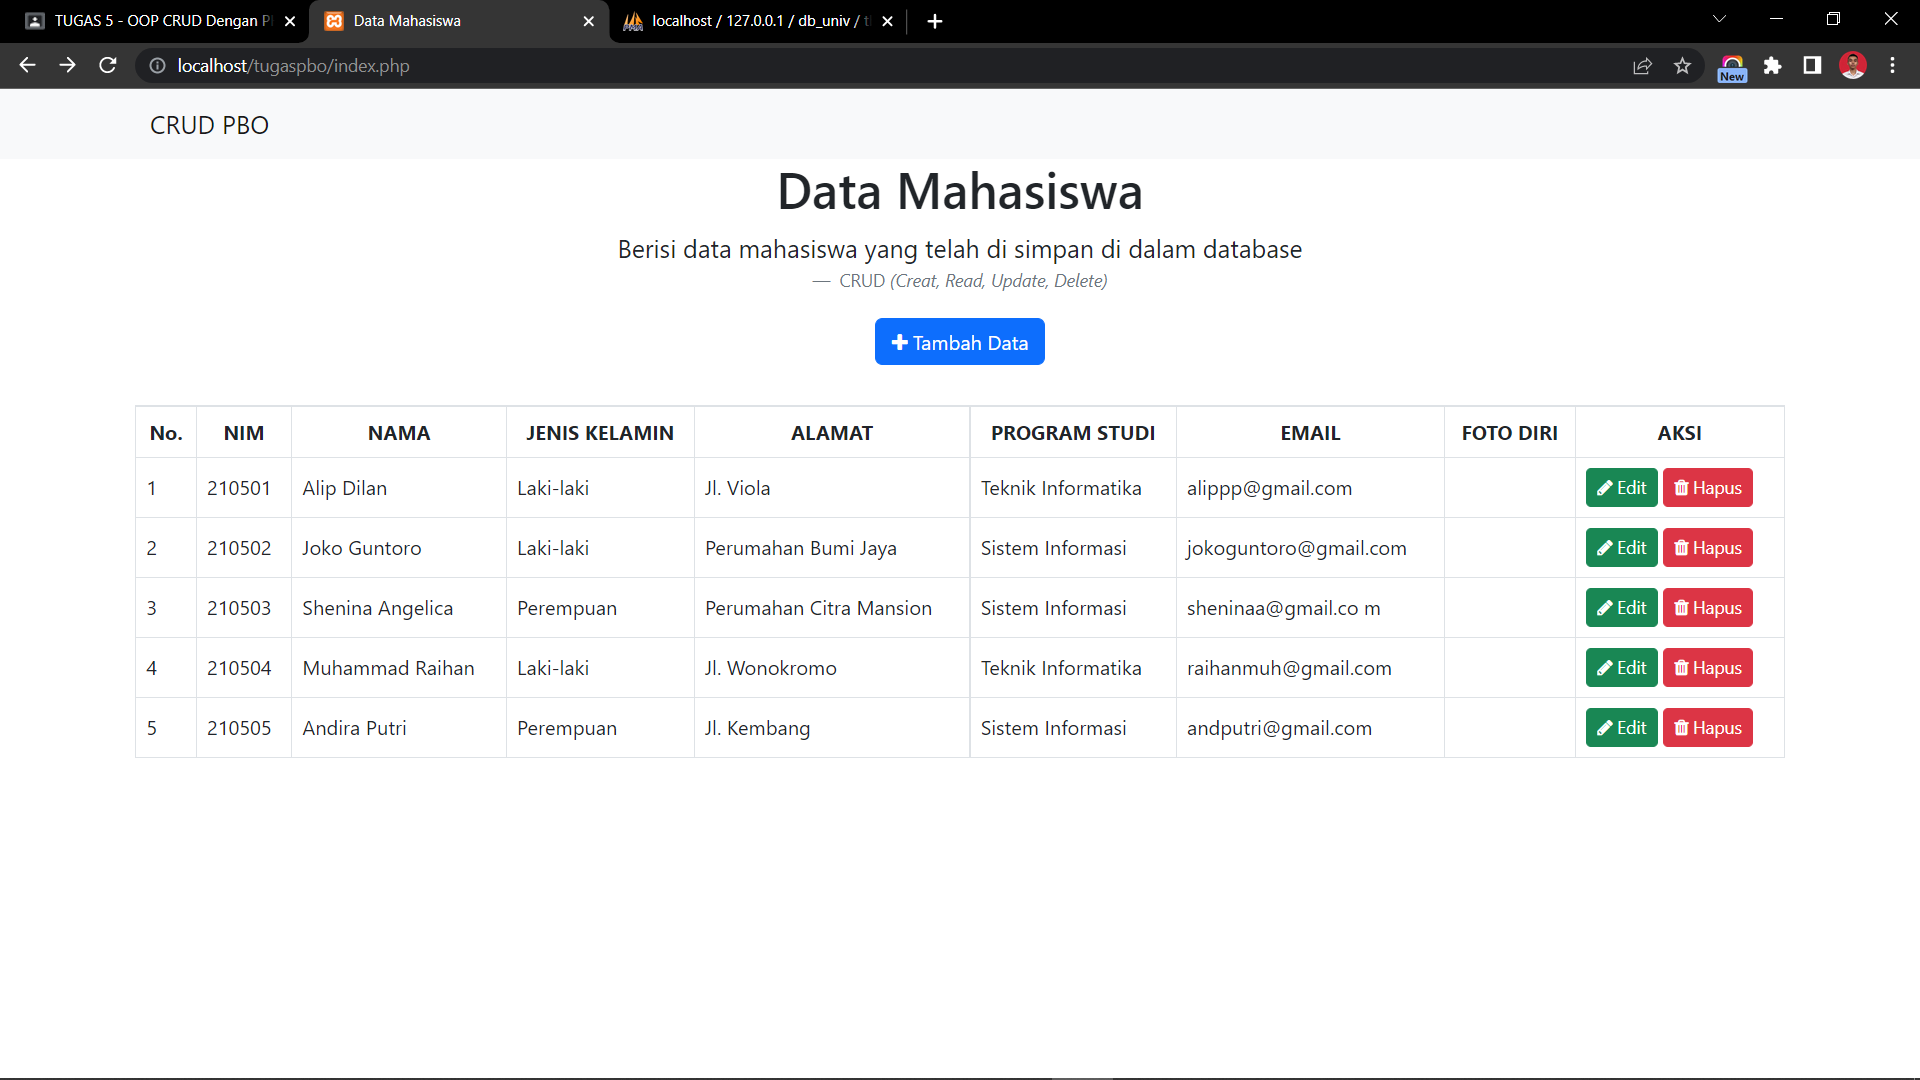 TUGAS 5 - OOP CRUD Dengan P
Data Mahasiswa
localhost / 127.0.0.1 / db_univ /
localhost/tugaspbo/index.php
New
CRUD PBO
Data Mahasiswa
Berisi data mahasiswa yang telah di simpan di dalam database
— CRUD (Creat, Read, Update, Delete)
Tambah Data
No. NIM NAMA JENIS KELAMIN ALAMAT PROGRAM STUDI EMAIL FOTO DIRI AKSI
1 210501 Alip Dilan Laki-laki Jl. Viola Teknik Informatika alippp@gmail.com Edit Hapus
2 210502 Joko Guntoro Laki-laki Perumahan Bumi Jaya Sistem Informasi jokoguntoro@gmail.com Edit Hapus
3 210503 Shenina Angelica Perempuan Perumahan Citra Mansion Sistem Informasi sheninaa@gmail.co m Edit Hapus
4 210504 Muhammad Raihan Laki-laki Jl. Wonokromo Teknik Informatika raihanmuh@gmail.com Edit Hapus
5 210505 Andira Putri Perempuan Jl. Kembang Sistem Informasi andputri@gmail.com Edit Hapus